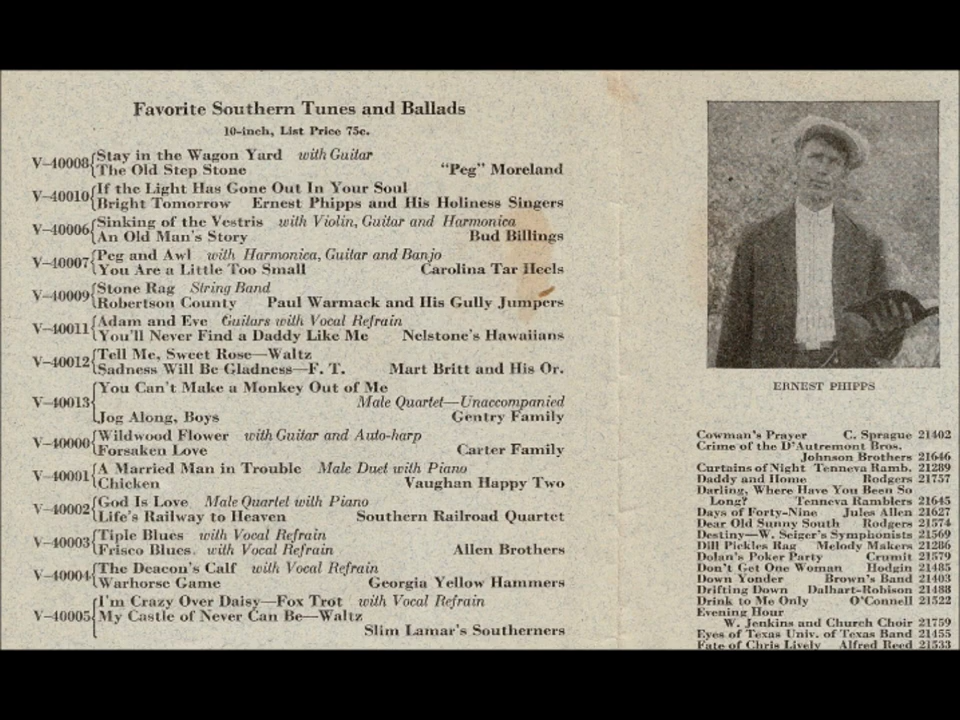 Favorite Southern Tunes and Ballads
10-inch, List Price 75c.
V-40008 {Stay in the Wagon Yard with Guitar
The Old Step Stone "Peg" Moreland
V-40010 {If the Light Has Gone Out In Your Soul
Bright Tomorrow Ernest Phipps and His Holiness Singers
V-40006 {Sinking of the Vestris with Violin, Guitar and Harmonica
An Old Man's Story Bud Billings
V-40007 {Peg and Awl with Harmonica, Guitar and Banjo
You Are a Little Too Small Carolina Tar Heels
V-40009 {Stone Rag String Band
Robertson County Paul Warmack and His Gully Jumpers
V-40011 {Adam and Eve Guitars with Vocal Refrain
You'll Never Find a Daddy Like Me Nelstone's Hawaiians
V-40012 {Tell Me, Sweet Rose—Waltz
Sadness Will Be Gladness—F. T. Mart Britt and His Or.
V-40013 {You Can't Make a Monkey Out of Me
Male Quartet—Unaccompanied
Jog Along, Boys Gentry Family
V-40000 {Wildwood Flower with Guitar and Auto-harp
Forsaken Love Carter Family
V-40001 {A Married Man in Trouble Male Duet with Piano
Chicken Vaughan Happy Two
V-40002 {God Is Love Male Quartet with Piano
Life's Railway to Heaven Southern Railroad Quartet
V-40003 {Tiple Blues with Vocal Refrain
Frisco Blues with Vocal Refrain Allen Brothers
V-40004 {The Deacon's Calf with Vocal Refrain
Warhorse Game Georgia Yellow Hammers
V-40005 {I'm Crazy Over Daisy—Fox Trot with Vocal Refrain
My Castle of Never Can Be—Waltz
Slim Lamar's Southerners
ERNEST PHIPPS
Cowman's Prayer C. Sprague 21402
Crime of the D'Autremont Bros.
Johnson Brothers 21646
Curtains of Night Tenneva Ramb. 21289
Daddy and Home Rodgers 21757
Darling, Where Have You Been So
Long? Tenneva Ramblers 21645
Days of Forty-Nine Jules Allen 21627
Dear Old Sunny South Rodgers 21574
Destiny—W. Seiger's Symphonists 21569
Dill Pickles Rag Melody Makers 21286
Dolan's Poker Party Crumit 21579
Don't Get One Woman Hodgin 21485
Down Yonder Brown's Band 21403
Drifting Down Dalhart-Robison 21488
Drink to Me Only O'Connell 21522
Evening Hour
W. Jenkins and Church Choir 21759
Eyes of Texas Univ. of Texas Band 21455
Fate of Chris Lively Alfred Reed 21533